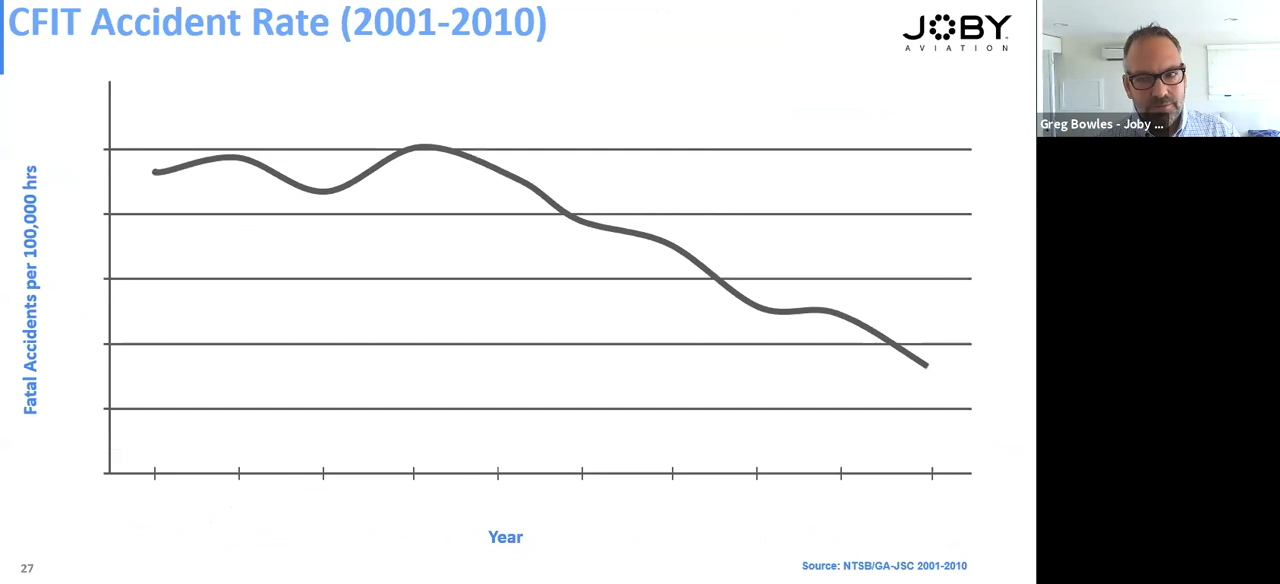 CFIT Accident Rate (2001-2010)
JOBY
AVIATION
Greg Bowles - Joby ...
Fatal Accidents per 100,000 hrs
Year
27
Source: NTSB/GA-JSC 2001-2010